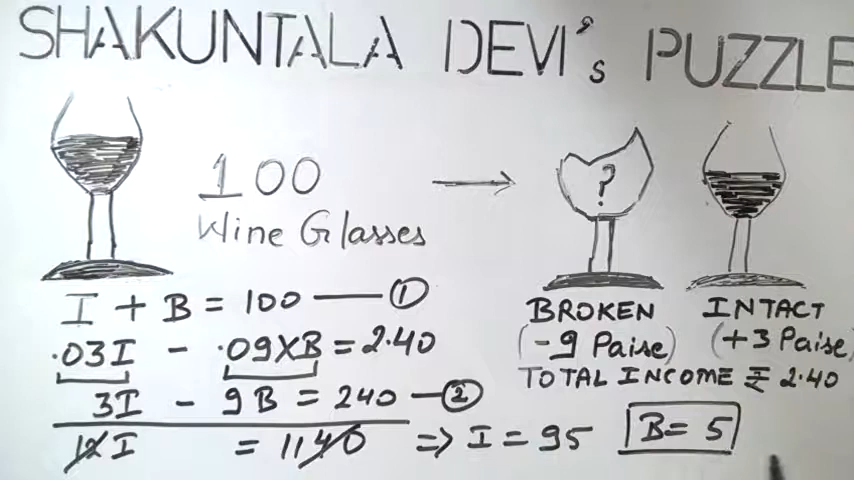 SHAKUNTALA DEVI's PUZZLE
100
Wine Glasses
?
BROKEN
(-9 Paise)
INTACT
(+3 Paise)
TOTAL INCOME ₹ 2.40
I + B = 100 — ①
.03I - .09XB = 2.40
3I - 9B = 240 — ②
12I = 1140 => I = 95
B = 5